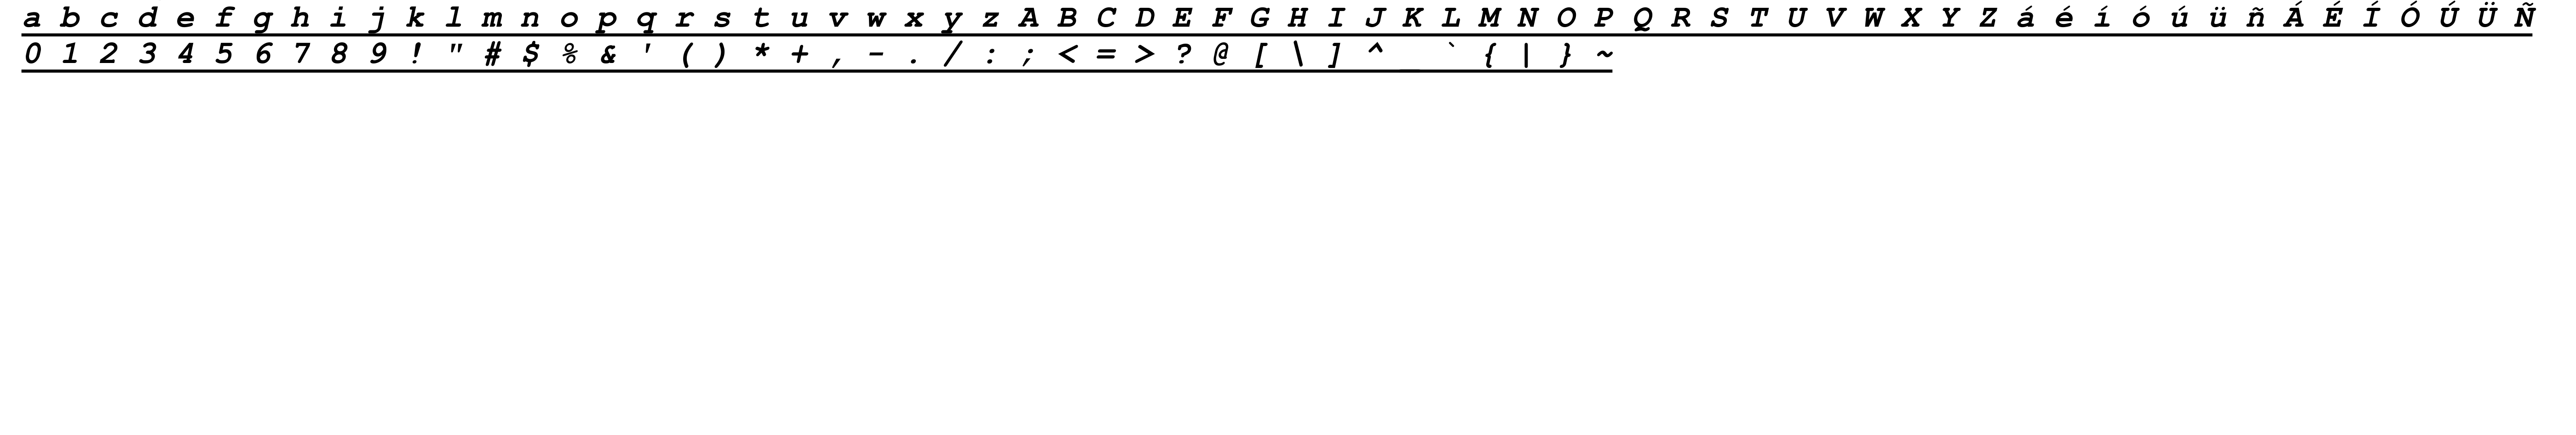 a b c d e f g h i j k l m n o p q r s t u v w x y z A B C D E F G H I J K L M N O P Q R S T U V W X Y Z á é í ó ú ü ñ Á É Í Ó Ú Ü Ñ
0 1 2 3 4 5 6 7 8 9 ! " # $ % & ' ( ) * + , - . / : ; < = > ? @ [ \ ] ^ _ ` { | } ~